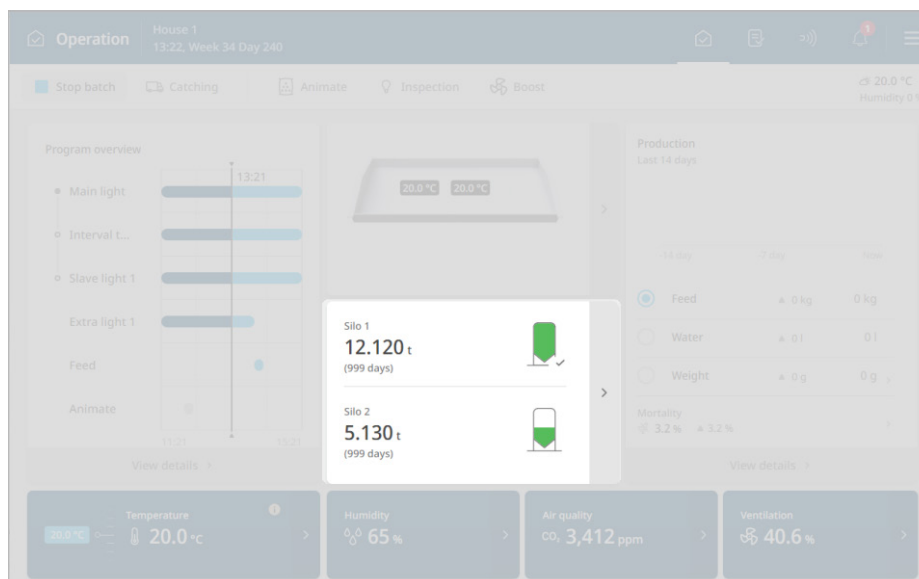 Operation
House 1
13:22, Week 34 Day 240
1
Stop batch
Catching
Animate
Inspection
Boost
20.0 °C
Humidity 0
Program overview
13:21
Main light
Interval t...
Slave light 1
Extra light 1
Feed
Animate
11:21
15:21
View details
20.0 °C
20.0 °C
Silo 1
12.120 t
(999 days)
Silo 2
5.130 t
(999 days)
Production
Last 14 days
14 day
7 day
Now
Feed
0 kg
0 kg
Water
0 l
0 l
Weight
0 g
0 g
Mortality
3.2 %
3.2 %
View details
Temperature
20.0 °C
20.0 °C
Humidity
65 %
Air quality
CO₂ 3,412 ppm
Ventilation
40.6 %